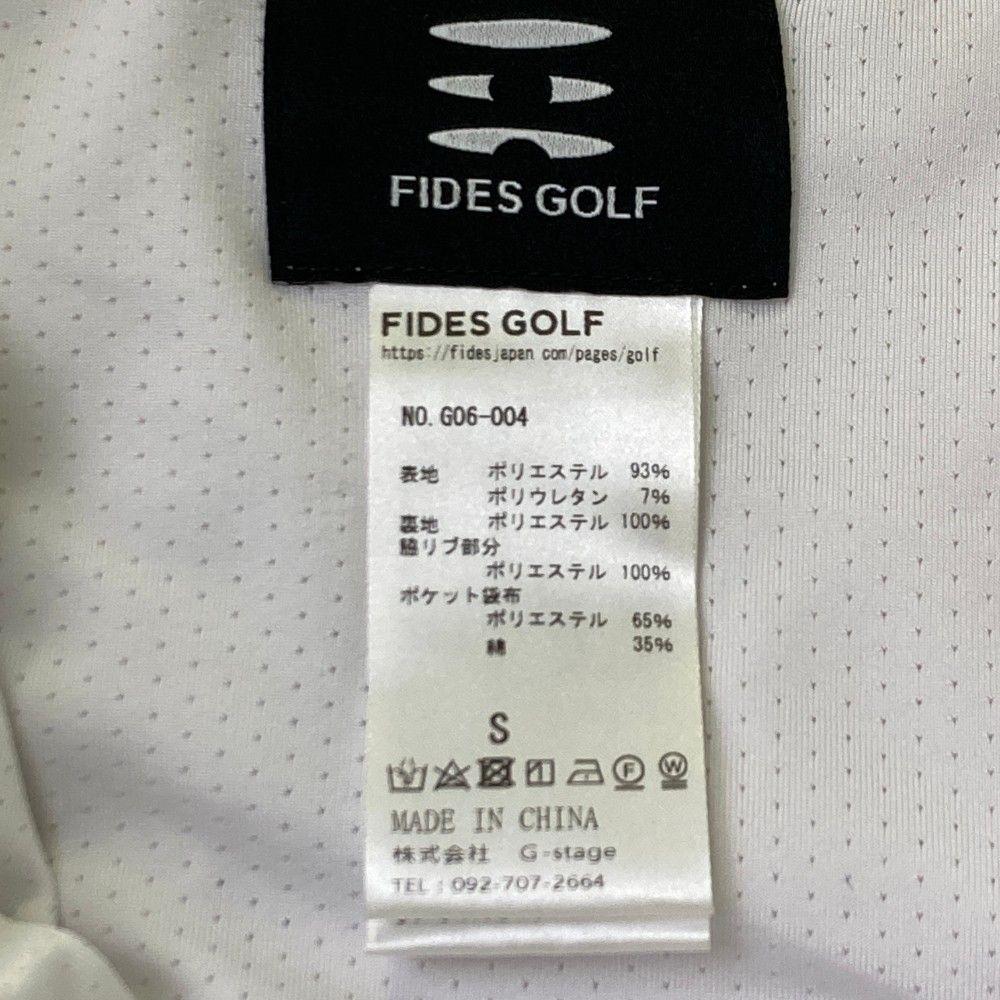 FIDES GOLF
FIDES GOLF
https://fidesjapan.com/pages/golf
NO. G06-004
表地 ポリエステル 93%
ポリウレタン 7%
裏地 ポリエステル 100%
脇リブ部分
ポリエステル 100%
ポケット袋布
ポリエステル 65%
綿 35%
S
F W
MADE IN CHINA
株式会社 G-stage
TEL：092-707-2664